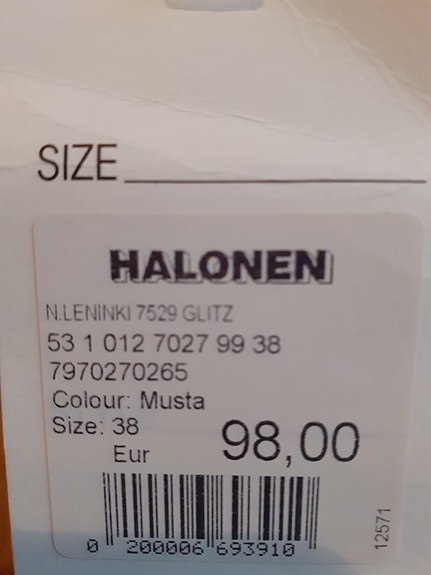 SIZE
HALONEN
N.LENINKI 7529 GLITZ
53 1 012 7027 99 38
7970270265
Colour: Musta
Size: 38
Eur 98,00
0 200006 693910
12571